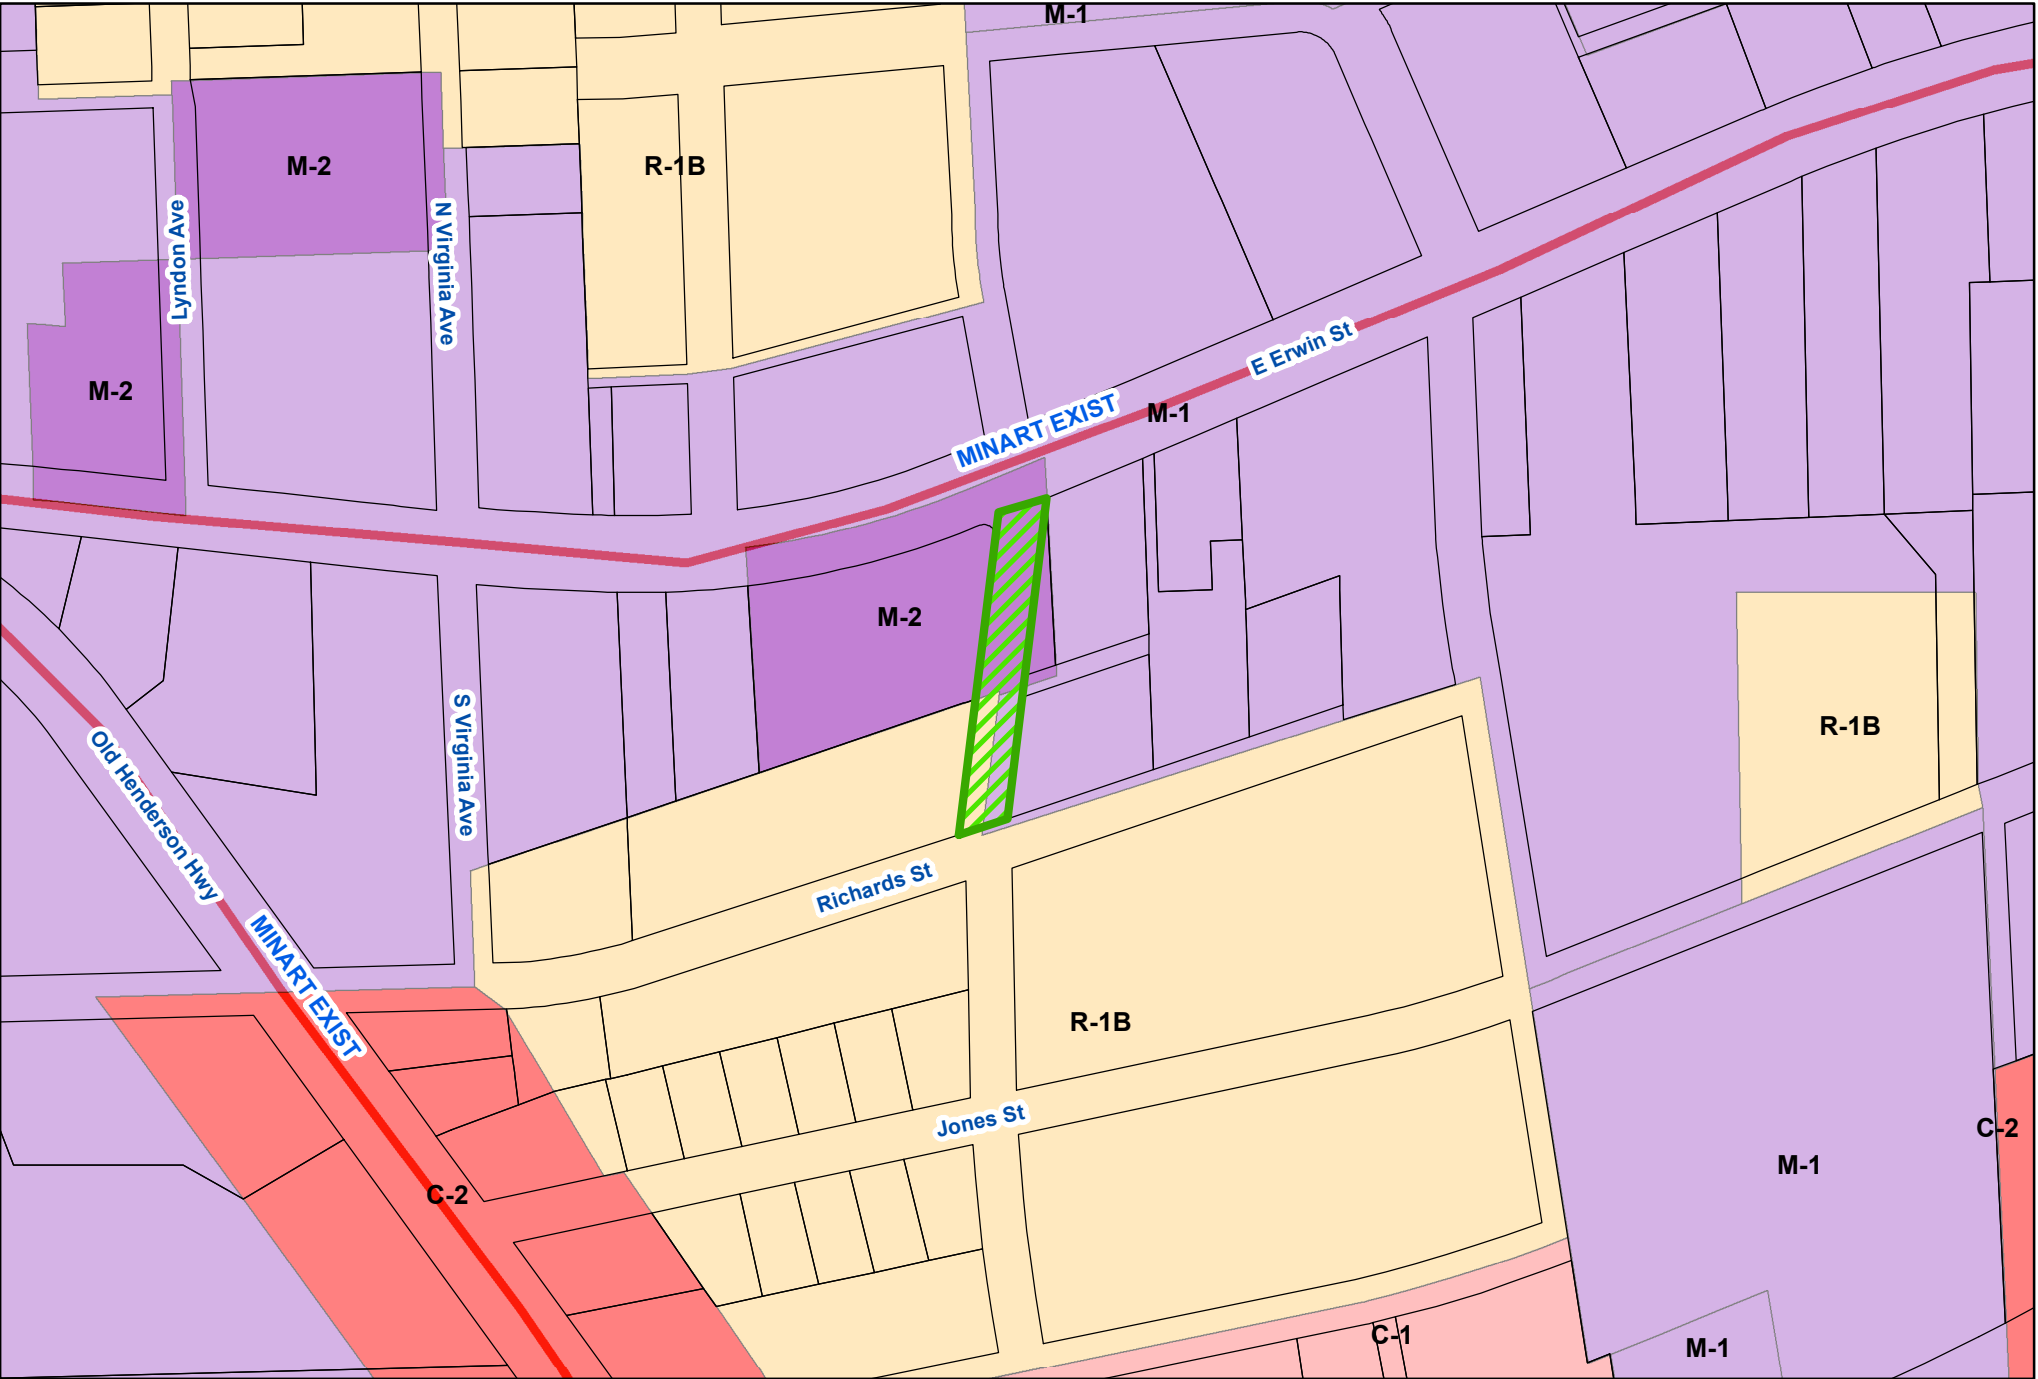 M-1
M-2
R-1B
Lyndon Ave
N Virginia Ave
E Erwin St
M-2
MINART EXIST
M-1
M-2
S Virginia Ave
R-1B
Old Henderson Hwy
Richards St
MINART EXIST
R-1B
Jones St
C-2
M-1
C-2
C-1
M-1